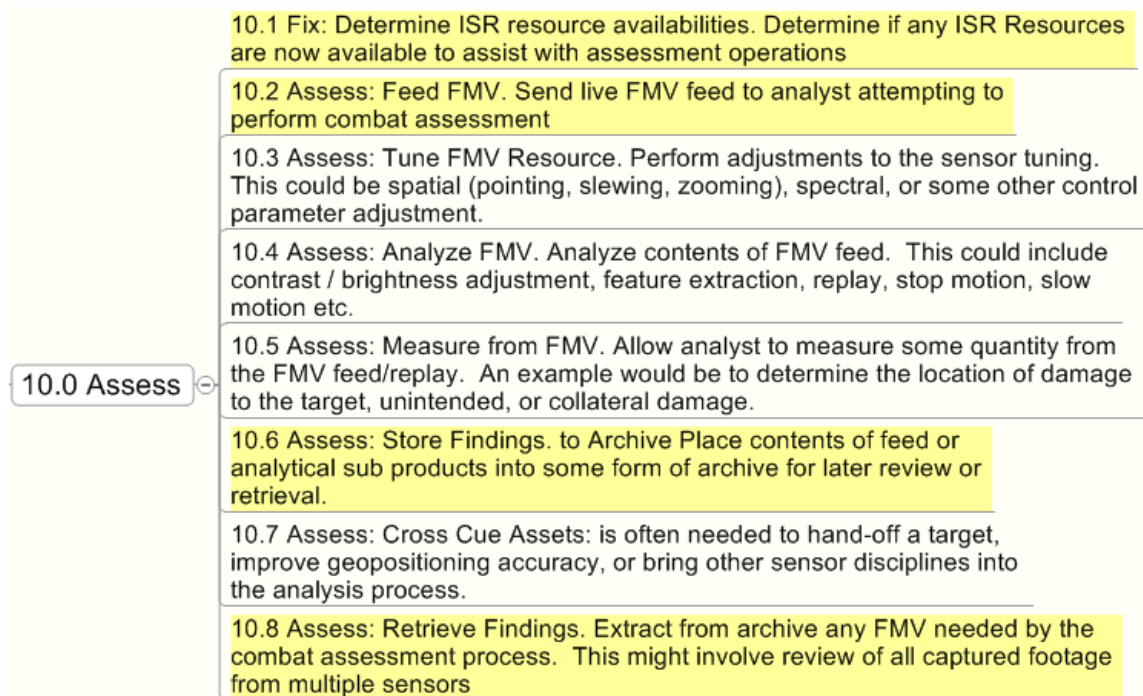 10.0 Assess
10.1 Fix: Determine ISR resource availabilities. Determine if any ISR Resources
are now available to assist with assessment operations
10.2 Assess: Feed FMV. Send live FMV feed to analyst attempting to
perform combat assessment
10.3 Assess: Tune FMV Resource. Perform adjustments to the sensor tuning.
This could be spatial (pointing, slewing, zooming), spectral, or some other control
parameter adjustment.
10.4 Assess: Analyze FMV. Analyze contents of FMV feed.  This could include
contrast / brightness adjustment, feature extraction, replay, stop motion, slow
motion etc.
10.5 Assess: Measure from FMV. Allow analyst to measure some quantity from
the FMV feed/replay.  An example would be to determine the location of damage
to the target, unintended, or collateral damage.
10.6 Assess: Store Findings. to Archive Place contents of feed or
analytical sub products into some form of archive for later review or
retrieval.
10.7 Assess: Cross Cue Assets: is often needed to hand-off a target,
improve geopositioning accuracy, or bring other sensor disciplines into
the analysis process.
10.8 Assess: Retrieve Findings. Extract from archive any FMV needed by the
combat assessment process.  This might involve review of all captured footage
from multiple sensors